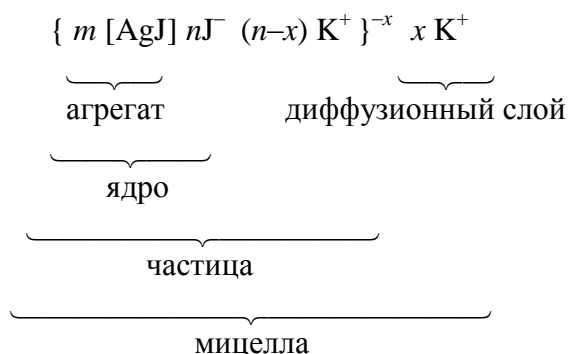 { m [AgJ] nJ⁻ (n–x) K⁺ }⁻ˣ x K⁺
агрегат диффузионный слой
ядро
частица
мицелла